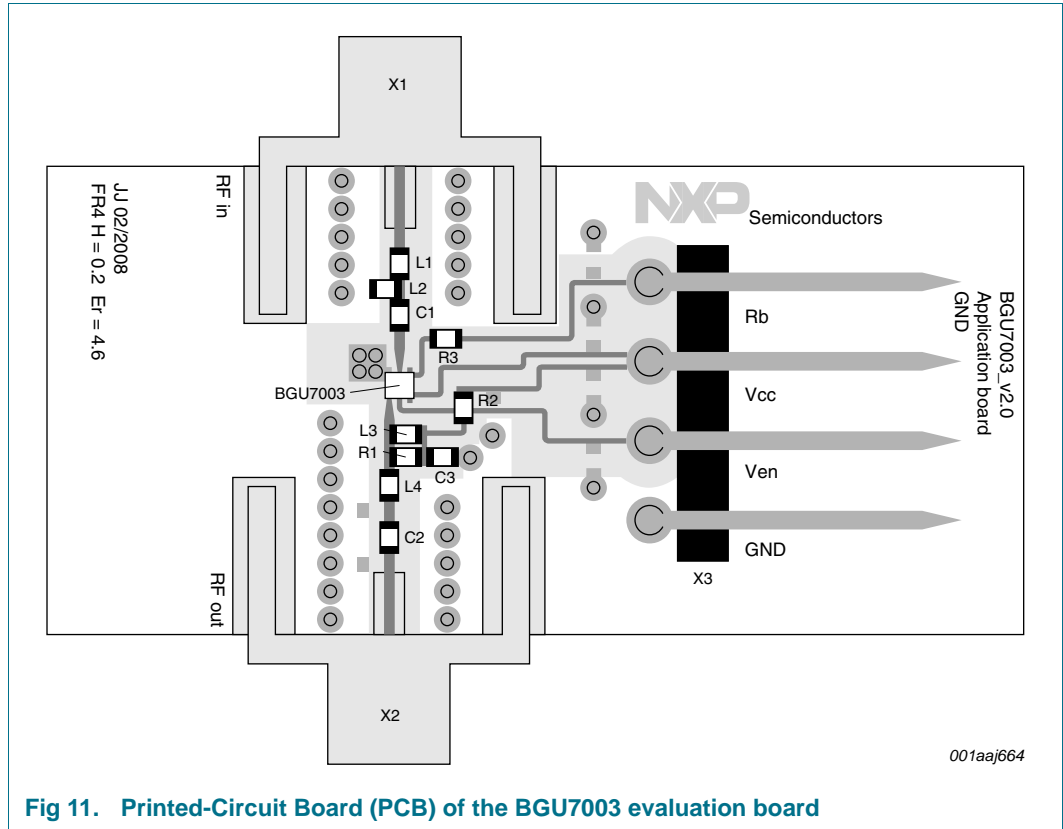 X1
JJ 02/2008
FR4 H = 0.2 Er = 4.6
RF in
NXP
Semiconductors
L1
L2
C1
R3
BGU7003
R2
L3
R1
C3
L4
C2
Rb
Vcc
Ven
GND
X3
BGU7003_v2.0
Application board
GND
RF out
X2
001aaj664
Fig 11. Printed-Circuit Board (PCB) of the BGU7003 evaluation board